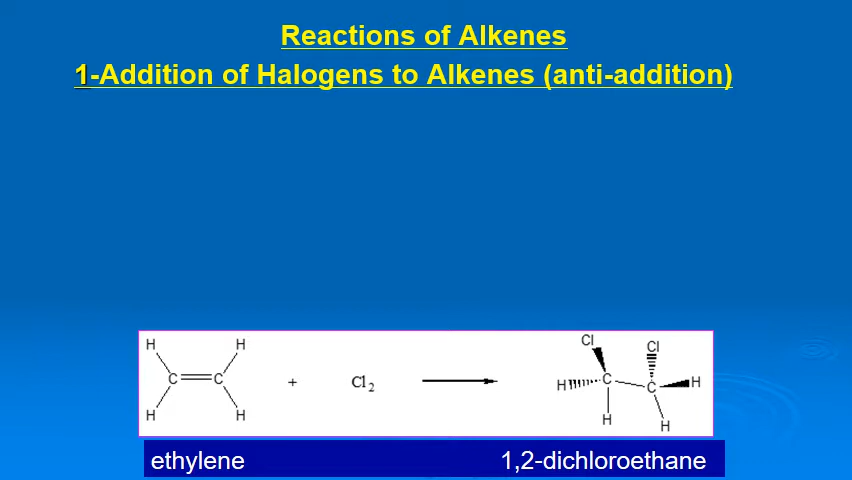 Reactions of Alkenes
1-Addition of Halogens to Alkenes (anti-addition)
H H Cl Cl
C C + Cl2 H C C H
H H H H
ethylene 1,2-dichloroethane